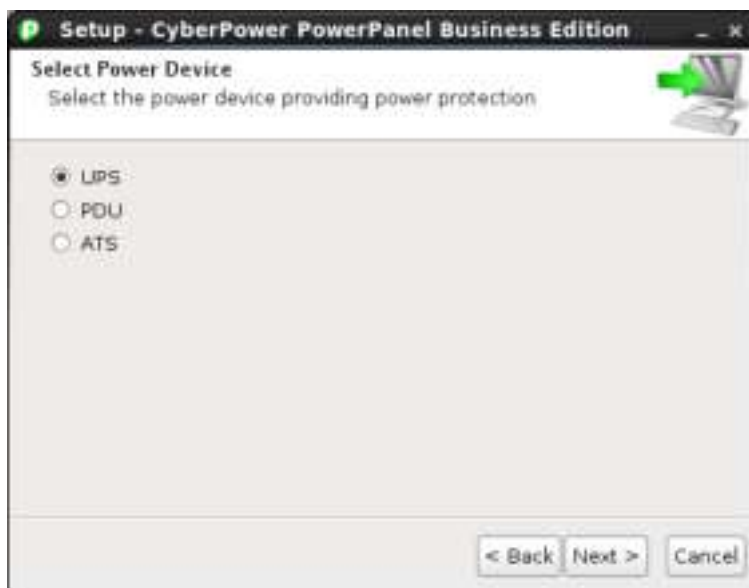 Setup - CyberPower PowerPanel Business Edition
Select Power Device
Select the power device providing power protection
UPS
PDU
ATS
< Back Next > Cancel